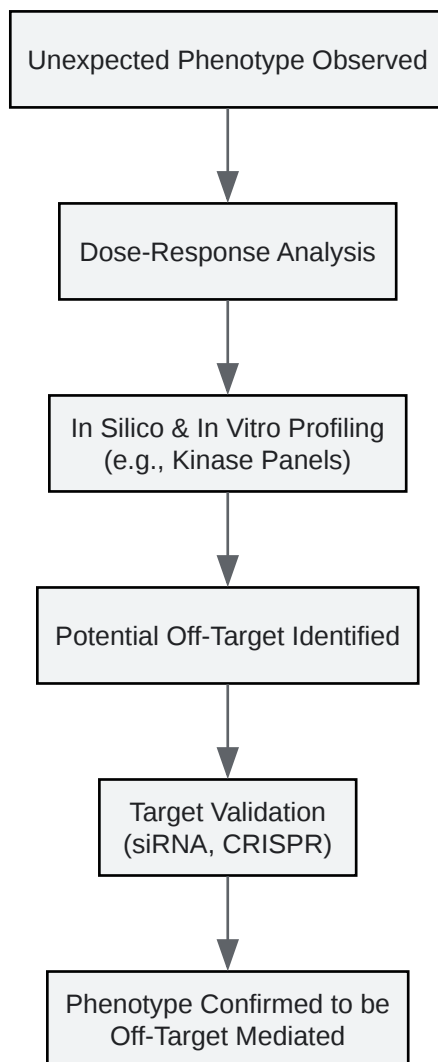 Unexpected Phenotype Observed
Dose-Response Analysis
In Silico & In Vitro Profiling
(e.g., Kinase Panels)
Potential Off-Target Identified
Target Validation
(siRNA, CRISPR)
Phenotype Confirmed to be
Off-Target Mediated